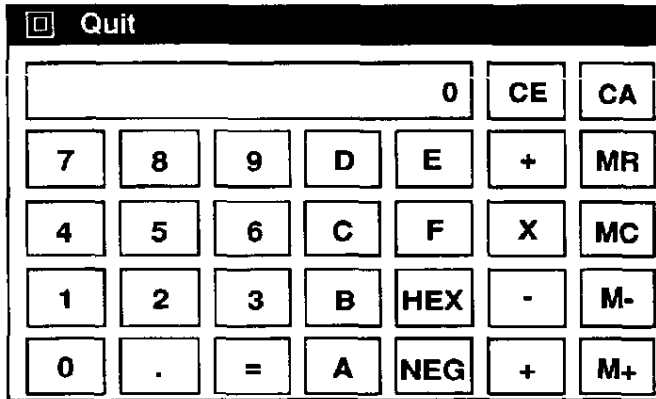 Quit
0 CE CA
7 8 9 D E + MR
4 5 6 C F X MC
1 2 3 B HEX - M-
0 . = A NEG + M+